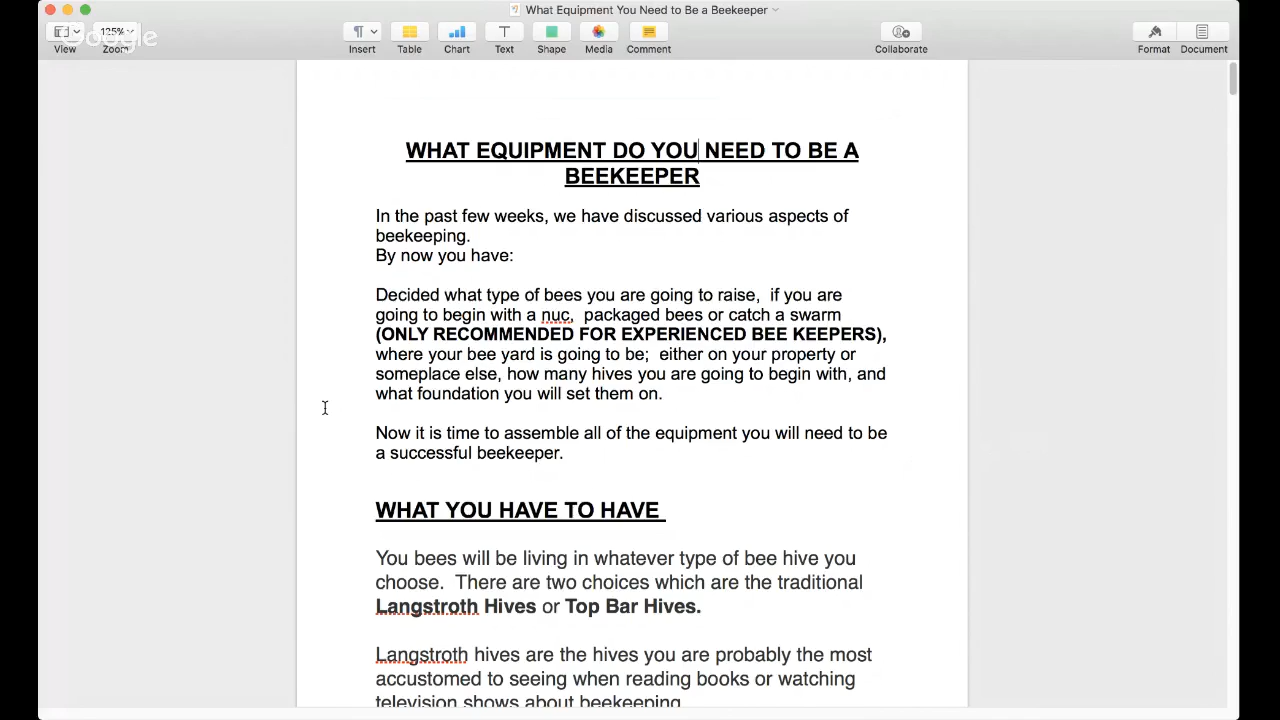 What Equipment You Need to Be a Beekeeper
Google
125%
View
Zoom
Insert
Table
Chart
Text
Shape
Media
Comment
Collaborate
Format
Document
WHAT EQUIPMENT DO YOU NEED TO BE A
BEEKEEPER
In the past few weeks, we have discussed various aspects of
beekeeping.
By now you have:
Decided what type of bees you are going to raise,  if you are
going to begin with a nuc,  packaged bees or catch a swarm
(ONLY RECOMMENDED FOR EXPERIENCED BEE KEEPERS),
where your bee yard is going to be;  either on your property or
someplace else, how many hives you are going to begin with, and
what foundation you will set them on.
Now it is time to assemble all of the equipment you will need to be
a successful beekeeper.
WHAT YOU HAVE TO HAVE
You bees will be living in whatever type of bee hive you
choose.  There are two choices which are the traditional
Langstroth Hives or Top Bar Hives.
Langstroth hives are the hives you are probably the most
accustomed to seeing when reading books or watching
television shows about beekeeping.